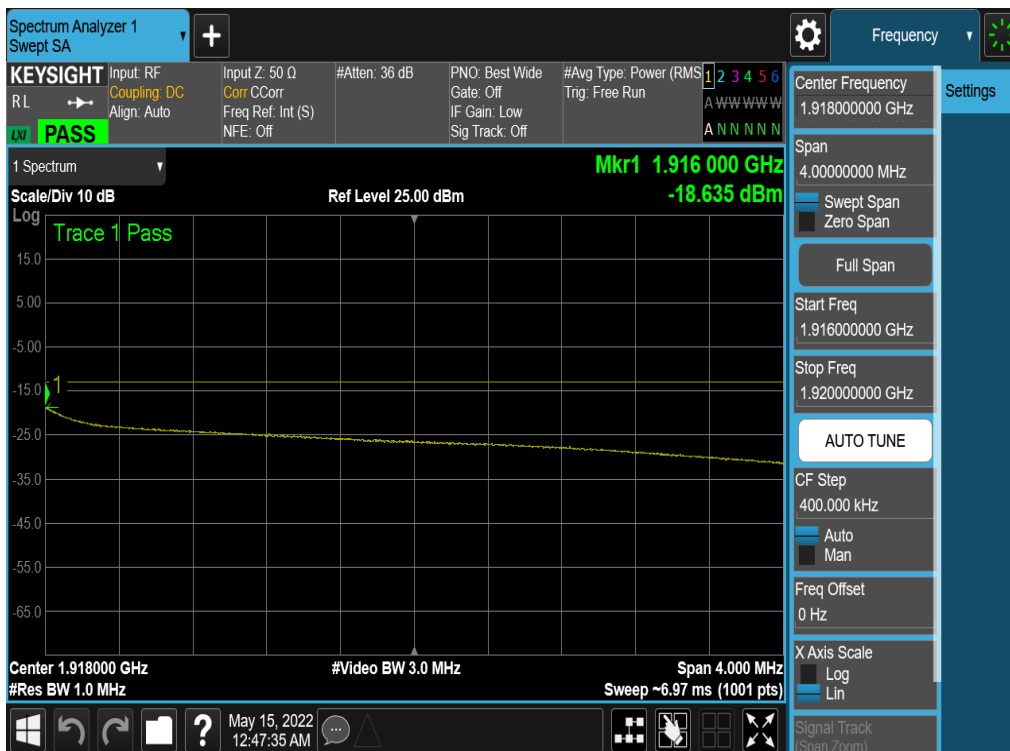 Spectrum Analyzer 1
Swept SA
+
Frequency
KEYSIGHT
R L
LXI PASS
Input: RF
Coupling: DC
Align: Auto
Input Z: 50 Ω
Corr CCorr
Freq Ref: Int (S)
NFE: Off
#Atten: 36 dB
PNO: Best Wide
Gate: Off
IF Gain: Low
Sig Track: Off
#Avg Type: Power (RMS
Trig: Free Run
1 2 3 4 5 6
A W W W W W
A N N N N N
1 Spectrum
Scale/Div 10 dB
Ref Level 25.00 dBm
Mkr1 1.916 000 GHz
-18.635 dBm
Log
Trace 1 Pass
15.0
5.00
-5.00
-15.0
-25.0
-35.0
-45.0
-55.0
-65.0
1
Center 1.918000 GHz
#Res BW 1.0 MHz
#Video BW 3.0 MHz
Span 4.000 MHz
Sweep ~6.97 ms (1001 pts)
Center Frequency
1.918000000 GHz
Settings
Span
4.00000000 MHz
Swept Span
Zero Span
Full Span
Start Freq
1.916000000 GHz
Stop Freq
1.920000000 GHz
AUTO TUNE
CF Step
400.000 kHz
Auto
Man
Freq Offset
0 Hz
X Axis Scale
Log
Lin
Signal Track
(Span Zoom)
?
May 15, 2022
12:47:35 AM